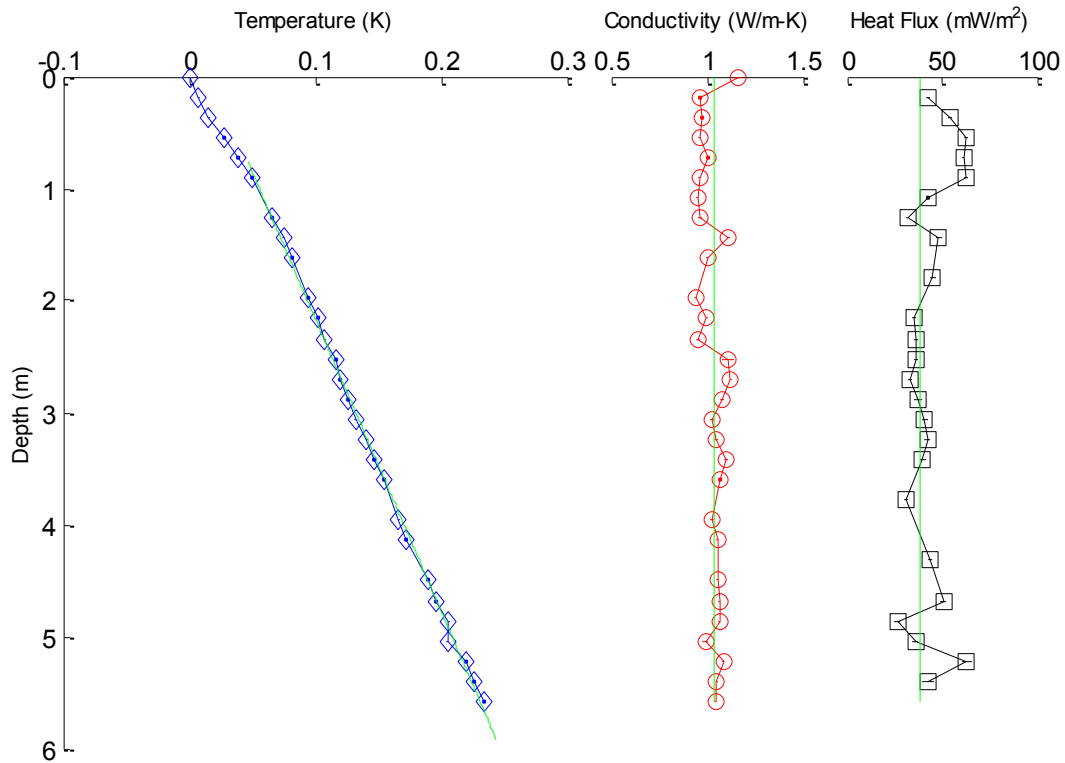 Temperature (K)
Conductivity (W/m-K)
Heat Flux (mW/m²)
-0.1 0 0.1 0.2 0.3
0.5 1 1.5
0 50 100
0
1
2
3
4
5
6
Depth (m)